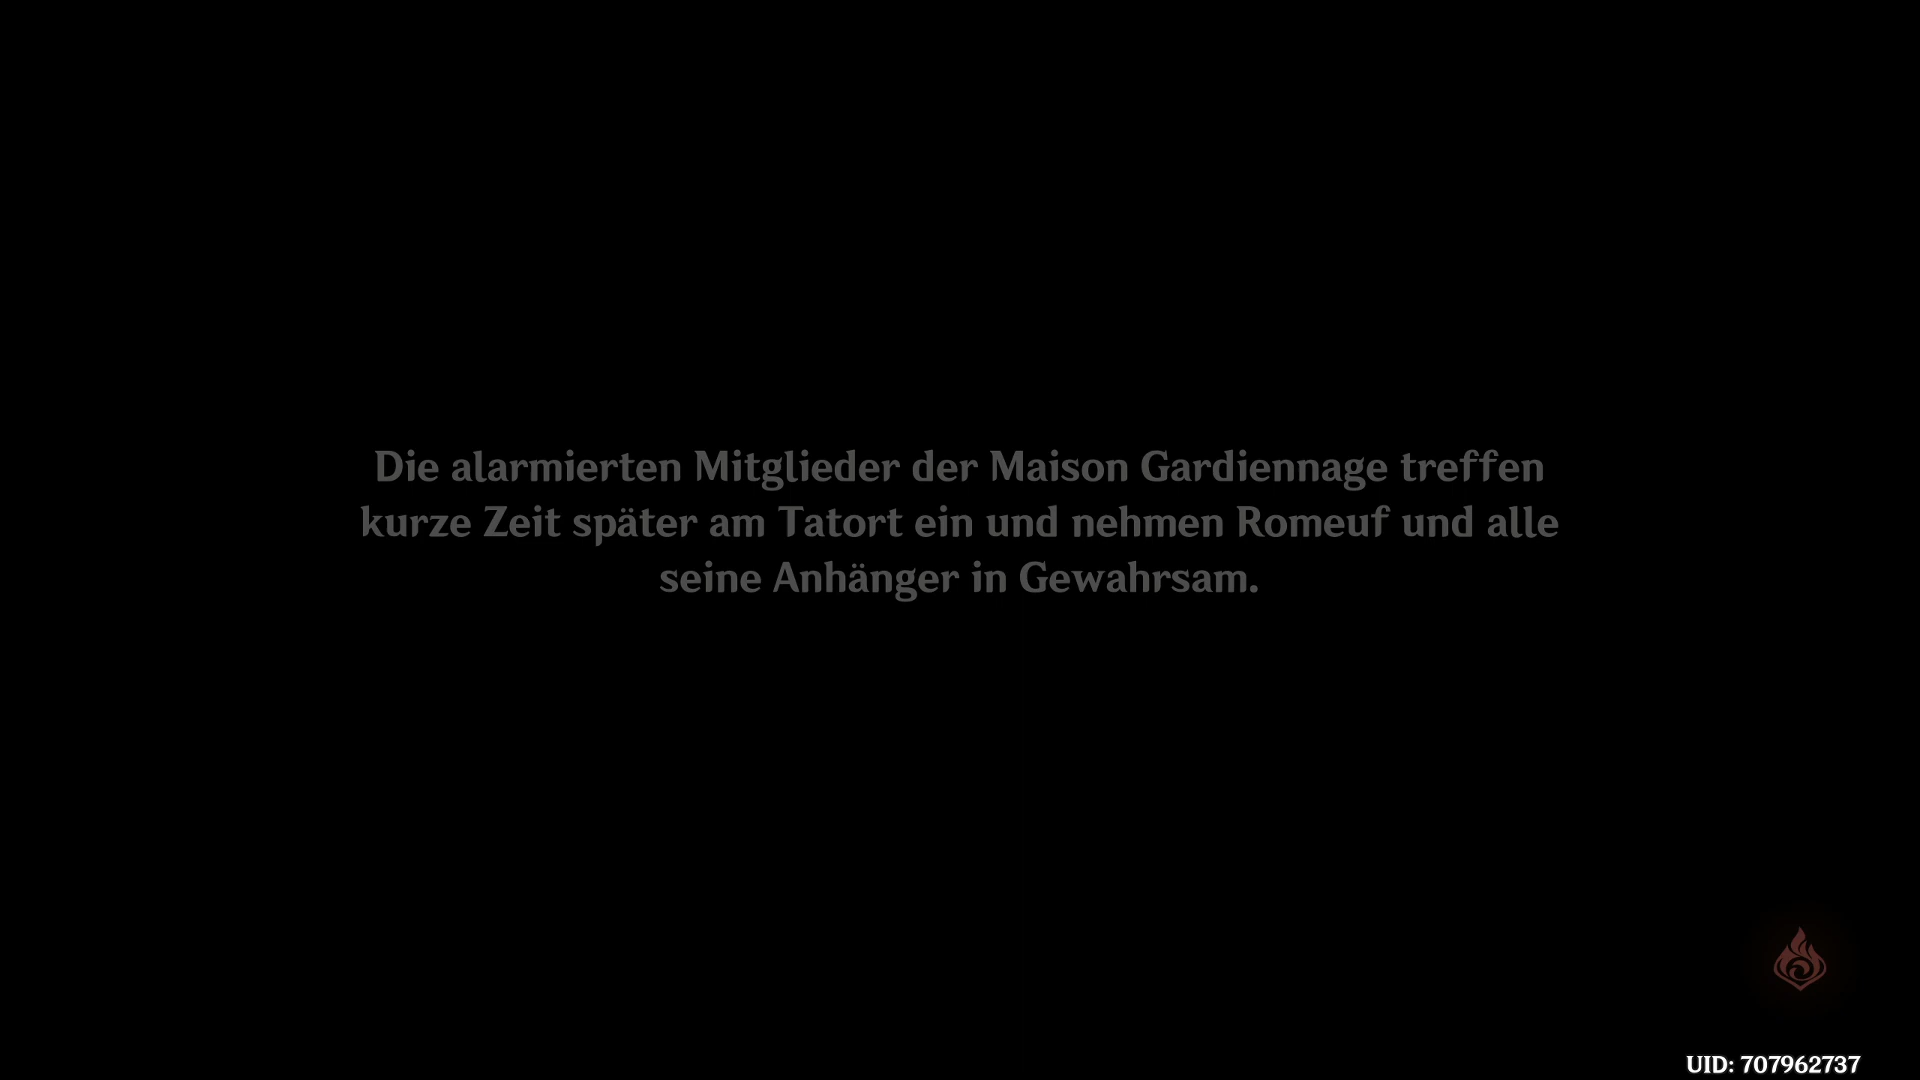 Die alarmierten Mitglieder der Maison Gardiennage treffen
kurze Zeit später am Tatort ein und nehmen Romeuf und alle
seine Anhänger in Gewahrsam.
UID: 707962737